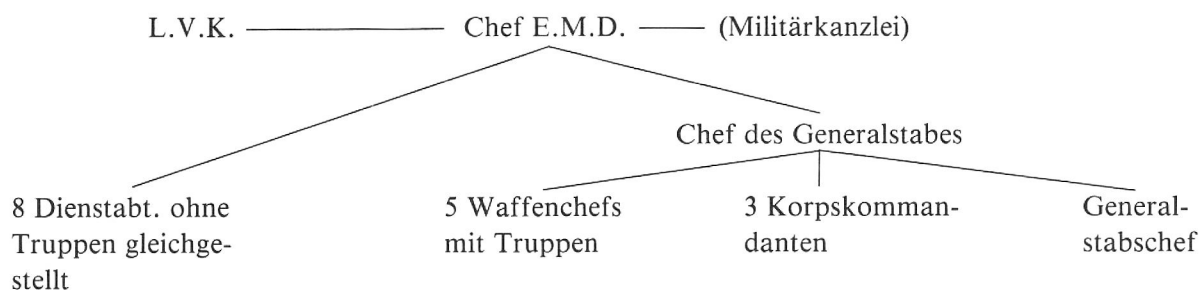 L.V.K. Chef E.M.D. (Militärkanzlei)
Chef des Generalstabes
8 Dienstabt. ohne
Truppen gleichge-
stellt
5 Waffenchefs
mit Truppen
3 Korpskomman-
danten
General-
stabschef